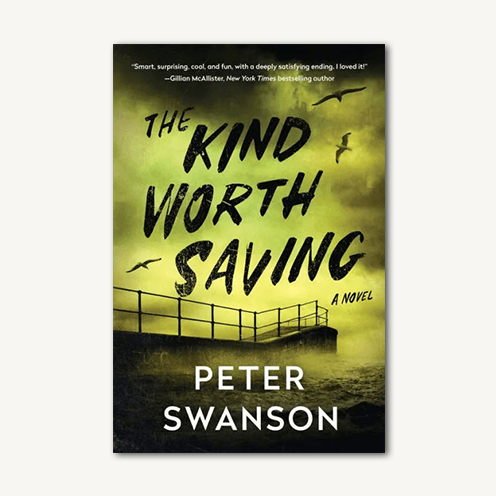 "Smart, surprising, cool, and fun, with a deeply satisfying ending. I loved it!"
—Gillian McAllister, New York Times bestselling author
THE
KIND
WORTH
SAVING
A NOVEL
PETER
SWANSON